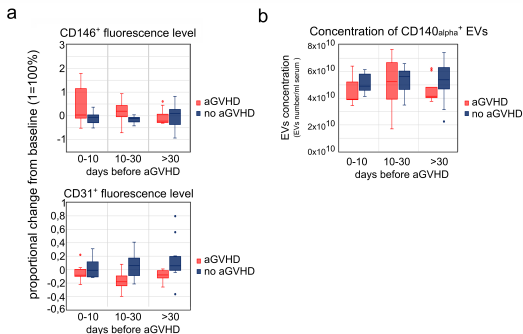 a
CD146⁺ fluorescence level
proportional change from baseline (1=100%)
3
2
1
0
-1
aGVHD
no aGVHD
0-10 10-30 >30
days before aGVHD
CD31⁺ fluorescence level
1
0,8
0,6
0,4
0,2
0
-0,2
-0,4
-0,6
aGVHD
no aGVHD
0-10 10-30 >30
days before aGVHD
b
Concentration of CD140alpha⁺ EVs
EVs concentration
(EVs number/ml serum)
8x10¹⁰
6x10¹⁰
4x10¹⁰
2x10¹⁰
0x10¹⁰
aGVHD
no aGVHD
0-10 10-30 >30
days before aGVHD